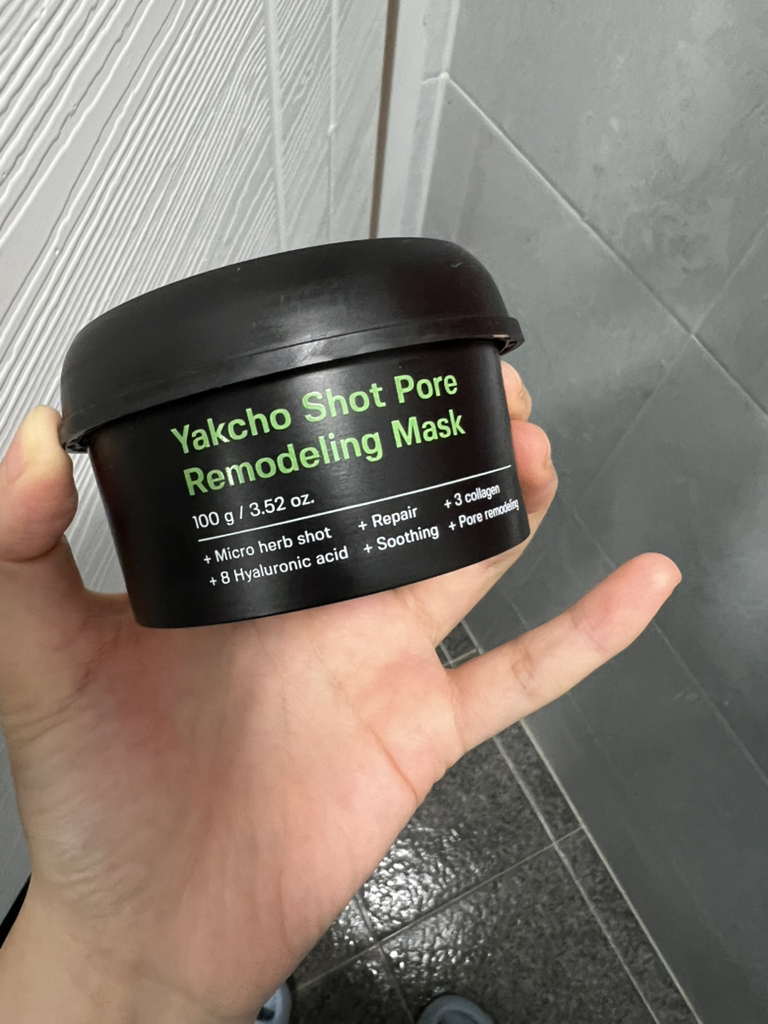 Yakcho Shot Pore
Remodeling Mask
100 g / 3.52 oz.
+ Micro herb shot + Repair + 3 collagen
+ 8 Hyaluronic acid + Soothing + Pore remodeling